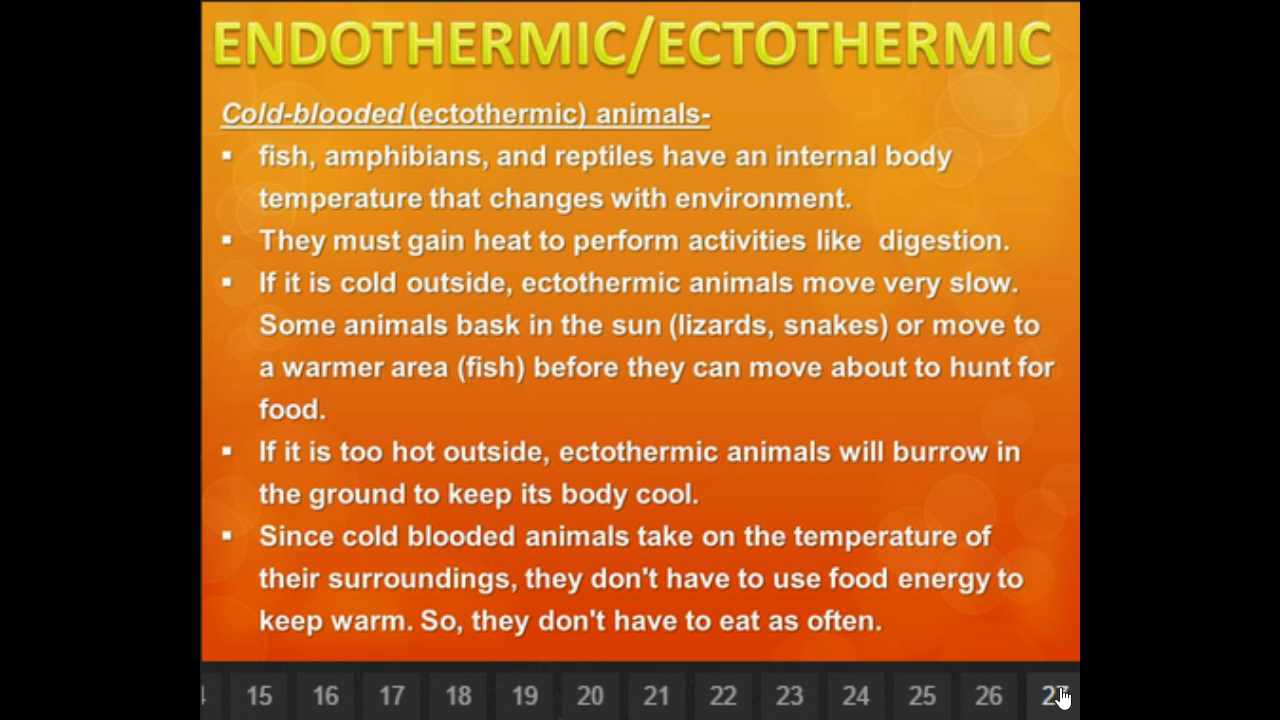 ENDOTHERMIC/ECTOTHERMIC
Cold-blooded (ectothermic) animals-
▪ fish, amphibians, and reptiles have an internal body
temperature that changes with environment.
▪ They must gain heat to perform activities like digestion.
▪ If it is cold outside, ectothermic animals move very slow.
Some animals bask in the sun (lizards, snakes) or move to
a warmer area (fish) before they can move about to hunt for
food.
▪ If it is too hot outside, ectothermic animals will burrow in
the ground to keep its body cool.
▪ Since cold blooded animals take on the temperature of
their surroundings, they don't have to use food energy to
keep warm. So, they don't have to eat as often.
15 16 17 18 19 20 21 22 23 24 25 26 27